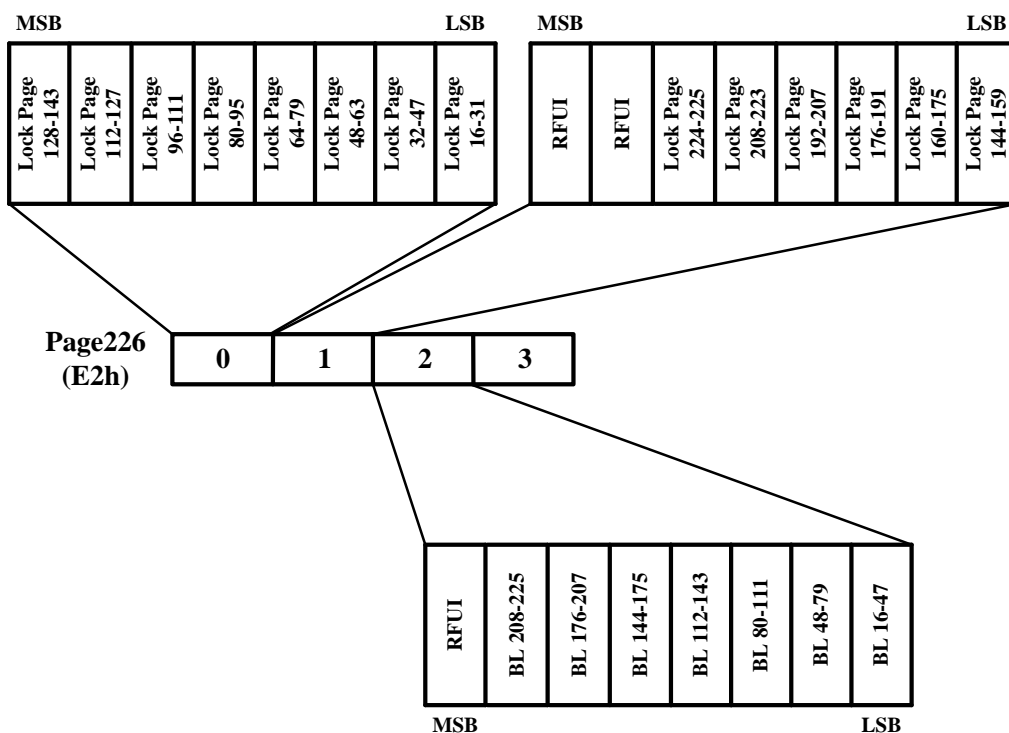 MSB
LSB
Lock Page
128-143
Lock Page
112-127
Lock Page
96-111
Lock Page
80-95
Lock Page
64-79
Lock Page
48-63
Lock Page
32-47
Lock Page
16-31
MSB
LSB
RFUI
RFUI
Lock Page
224-225
Lock Page
208-223
Lock Page
192-207
Lock Page
176-191
Lock Page
160-175
Lock Page
144-159
Page226
(E2h)
0
1
2
3
RFUI
BL 208-225
BL 176-207
BL 144-175
BL 112-143
BL 80-111
BL 48-79
BL 16-47
MSB
LSB